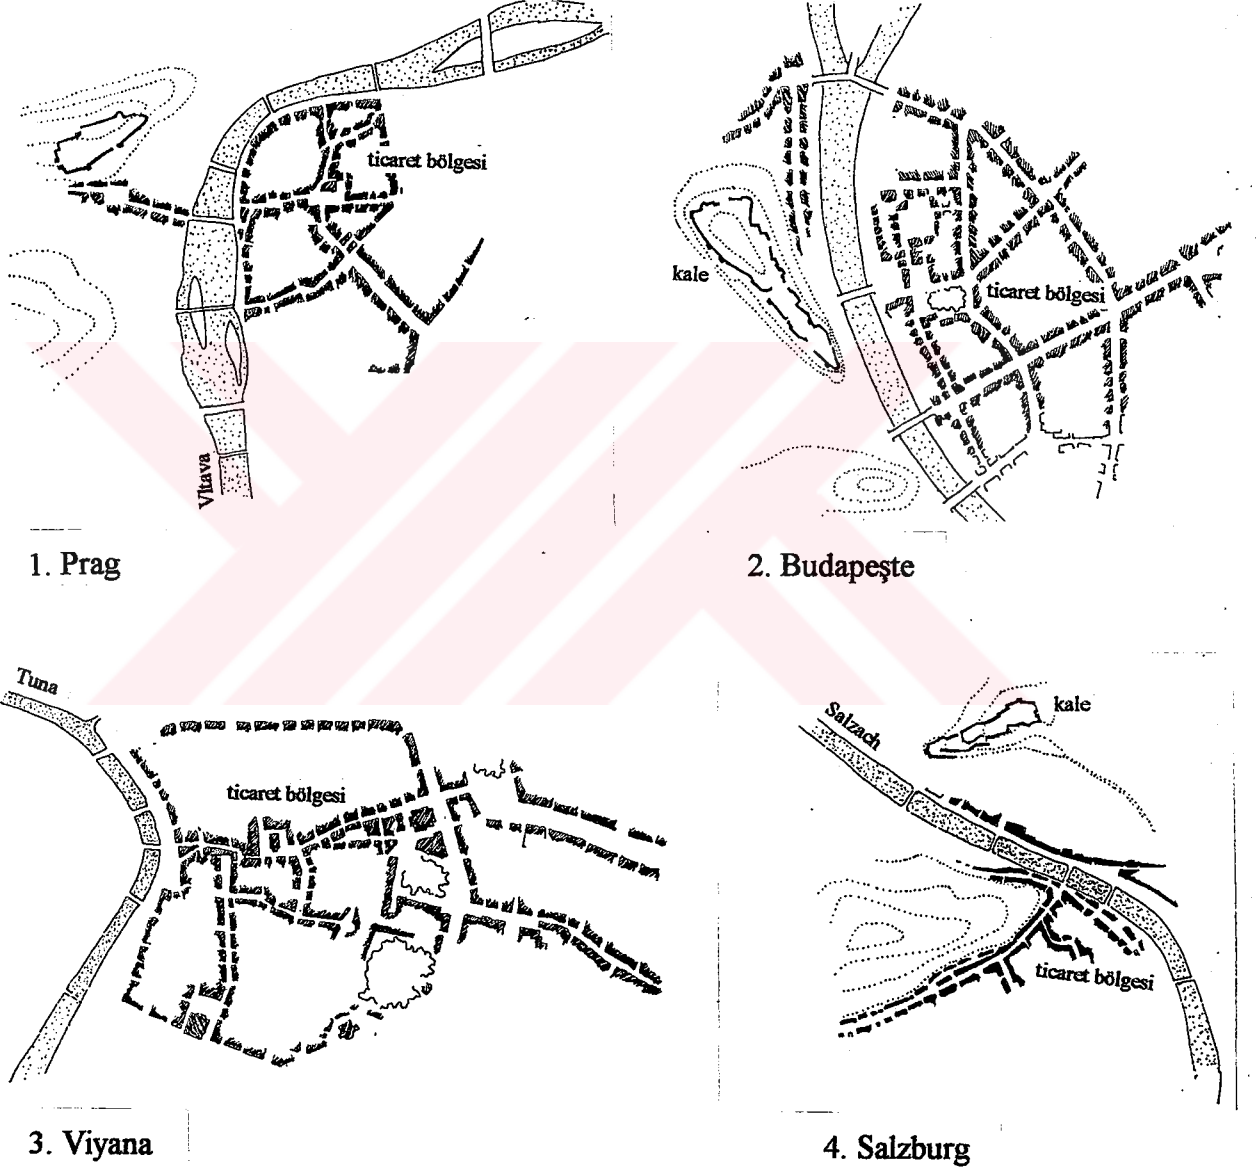 ticaret bölgesi
Vltava
1. Prag
kale
ticaret bölgesi
2. Budapeşte
Tuna
ticaret bölgesi
3. Viyana
Salzach
kale
ticaret bölgesi
4. Salzburg